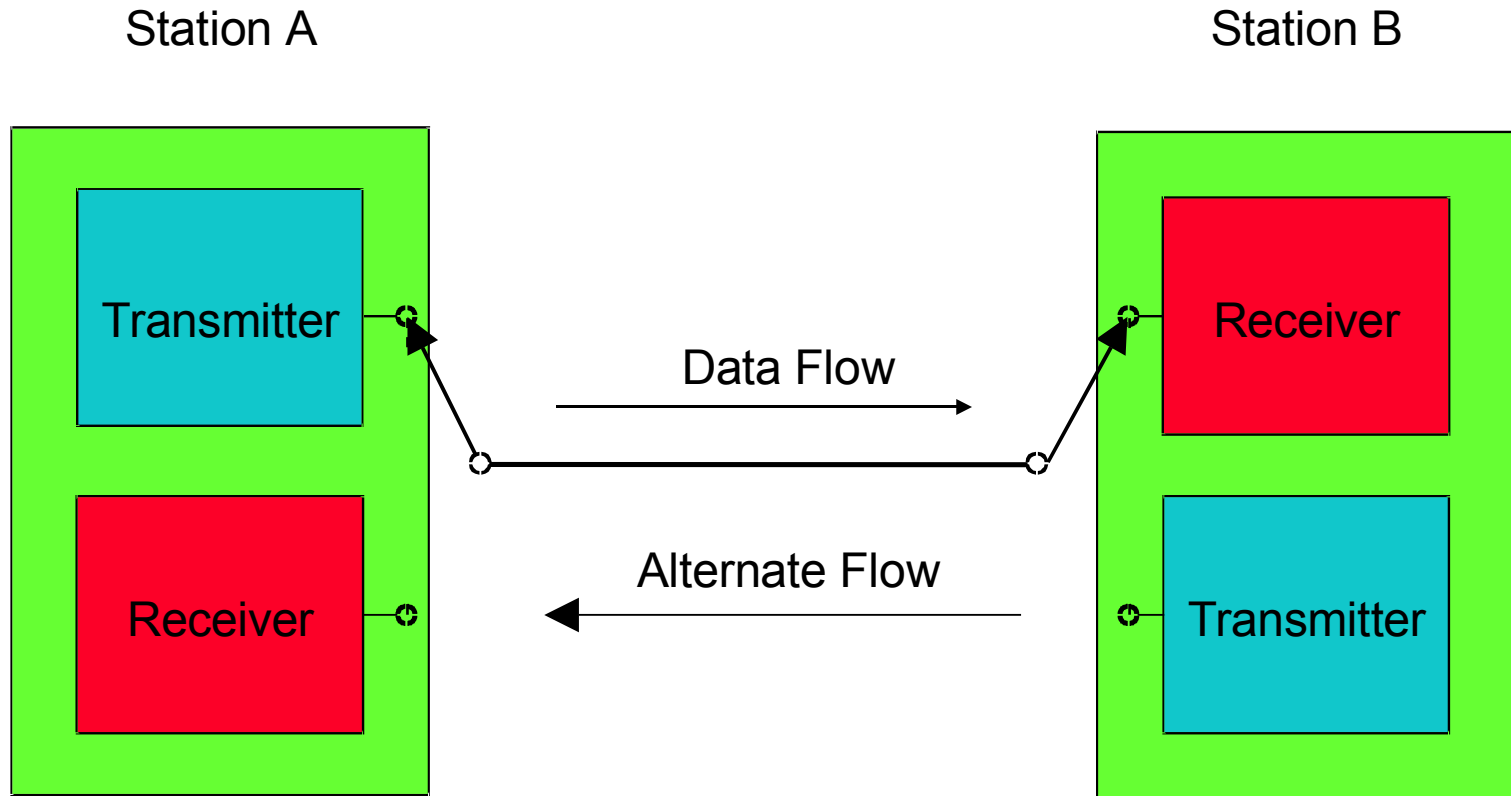 Station A
Station B
Transmitter
Receiver
Data Flow
Alternate Flow
Receiver
Transmitter